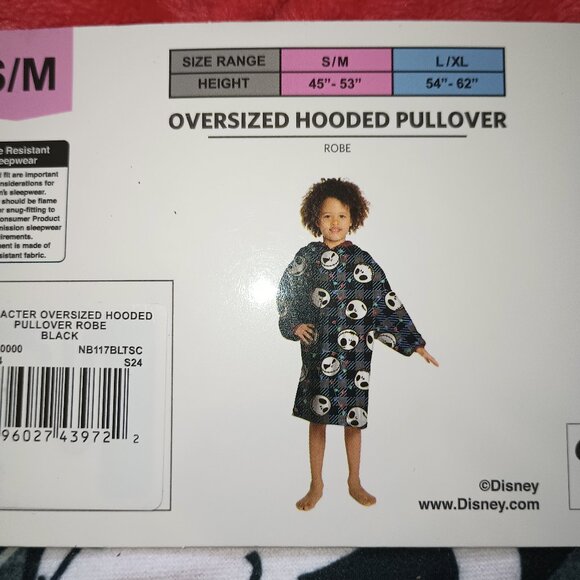 S/M
SIZE RANGE S/M L/XL
HEIGHT 45"- 53" 54"- 62"
OVERSIZED HOODED PULLOVER
ROBE
Resistant
eepwear
fit are important
nsiderations for
n's sleepwear.
should be flame
r snug-fitting to
onsumer Product
mission sleepwear
irements.
ent is made of
sistant fabric.
ACTER OVERSIZED HOODED
PULLOVER ROBE
BLACK
0000 NB117BLTSC
S24
96027 43972 2
©Disney
www.Disney.com